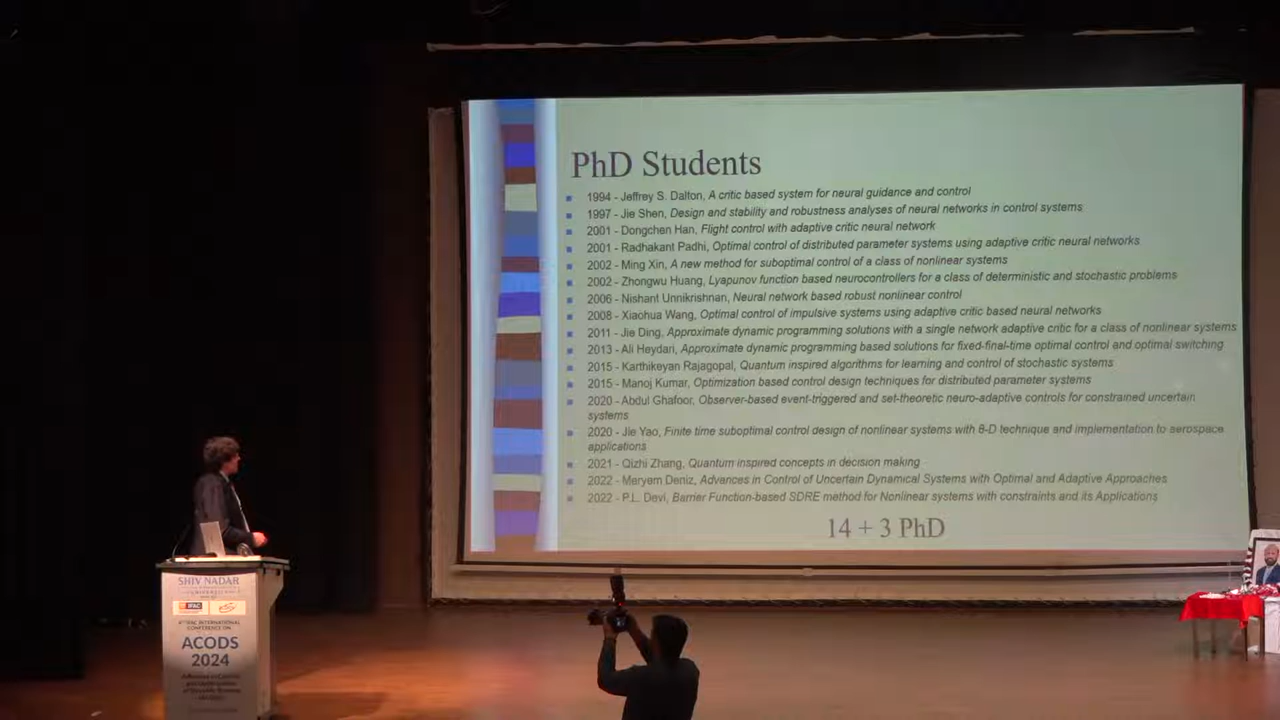 PhD Students
1994 - Jeffrey S. Dalton, A critic based system for neural guidance and control
1997 - Jie Shen, Design and stability and robustness analyses of neural networks in control systems
2001 - Dongchen Han, Flight control with adaptive critic neural network
2001 - Radhakant Padhi, Optimal control of distributed parameter systems using adaptive critic neural networks
2002 - Ming Xin, A new method for suboptimal control of a class of nonlinear systems
2002 - Zhongwu Huang, Lyapunov function based neurocontrollers for a class of deterministic and stochastic problems
2006 - Nishant Unnikrishnan, Neural network based robust nonlinear control
2008 - Xiaohua Wang, Optimal control of impulsive systems using adaptive critic based neural networks
2011 - Jie Ding, Approximate dynamic programming solutions with a single network adaptive critic for a class of nonlinear systems
2013 - Ali Heydari, Approximate dynamic programming based solutions for fixed-final-time optimal control and optimal switching
2015 - Karthikeyan Rajagopal, Quantum inspired algorithms for learning and control of stochastic systems
2015 - Manoj Kumar, Optimization based control design techniques for distributed parameter systems
2020 - Abdul Ghafoor, Observer-based event-triggered and set-theoretic neuro-adaptive controls for constrained uncertain
systems
2020 - Jie Yao, Finite time suboptimal control design of nonlinear systems with θ-D technique and implementation to aerospace
applications
2021 - Qizhi Zhang, Quantum inspired concepts in decision making
2022 - Meryem Deniz, Advances in Control of Uncertain Dynamical Systems with Optimal and Adaptive Approaches
2022 - P.L. Devi, Barrier Function-based SDRE method for Nonlinear systems with constraints and its Applications
14 + 3 PhD
SHIV NADAR
IFAC
INTERNATIONAL
CONFERENCE ON
ACODS
2024